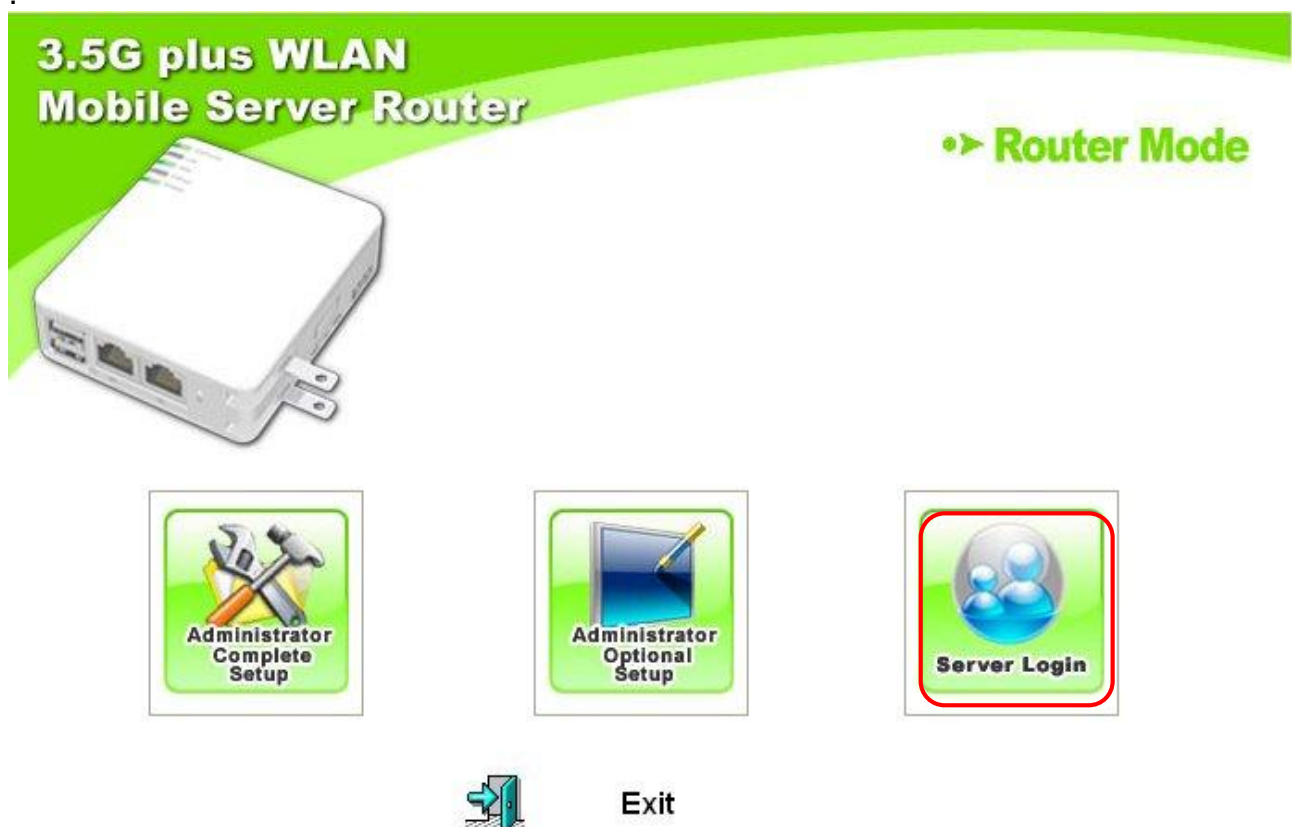 .
3.5G plus WLAN
Mobile Server Router
Router Mode
Administrator
Complete
Setup
Administrator
Optional
Setup
Server Login
Exit